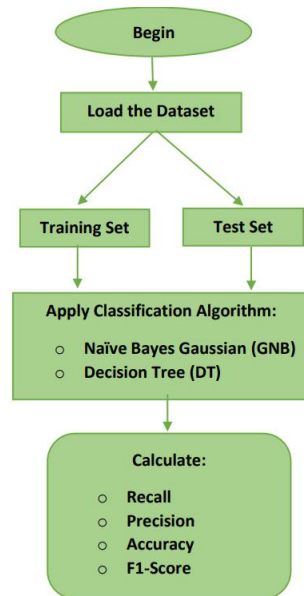 Begin
Load the Dataset
Training Set
Test Set
Apply Classification Algorithm:
o Naïve Bayes Gaussian (GNB)
o Decision Tree (DT)
Calculate:
o Recall
o Precision
o Accuracy
o F1-Score